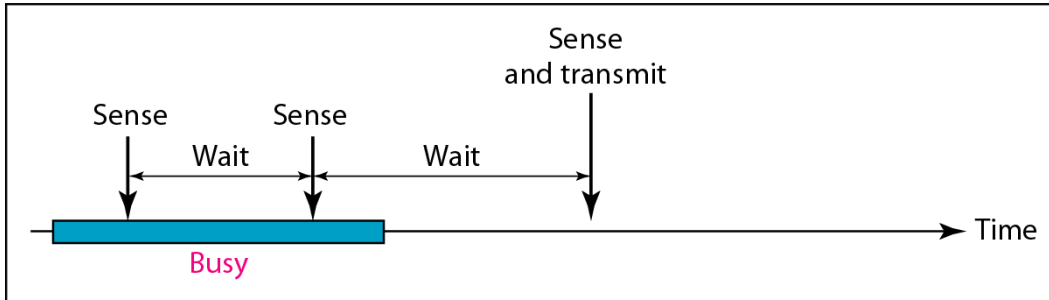 Sense
and transmit
Sense
Sense
Wait
Wait
Time
Busy